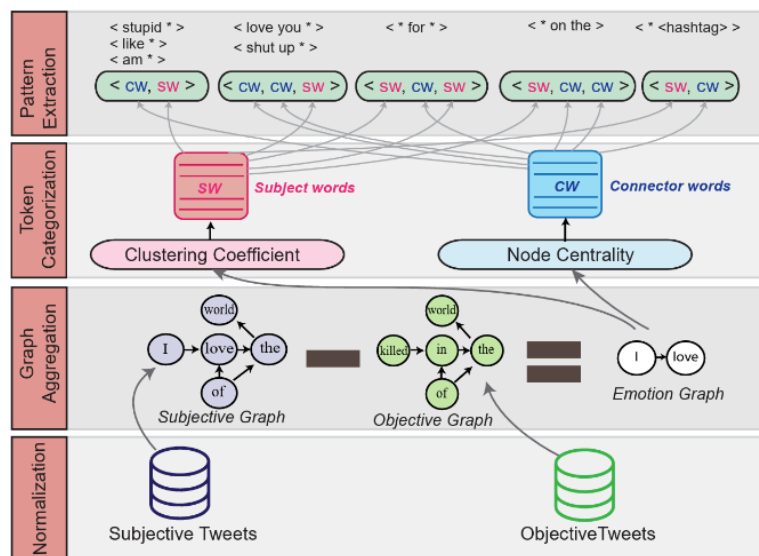 Pattern Extraction
< stupid * >
< like * >
< am * >
< love you * >
< shut up * >
< * for * >
< * on the >
< * <hashtag> >
< cw, sw >
< cw, cw, sw >
< sw, cw, sw >
< sw, cw, cw >
< sw, cw >
Token Categorization
SW
Subject words
CW
Connector words
Clustering Coefficient
Node Centrality
Graph Aggregation
world
I
love
the
of
Subjective Graph
world
killed
in
the
of
Objective Graph
I
love
Emotion Graph
Normalization
Subjective Tweets
ObjectiveTweets